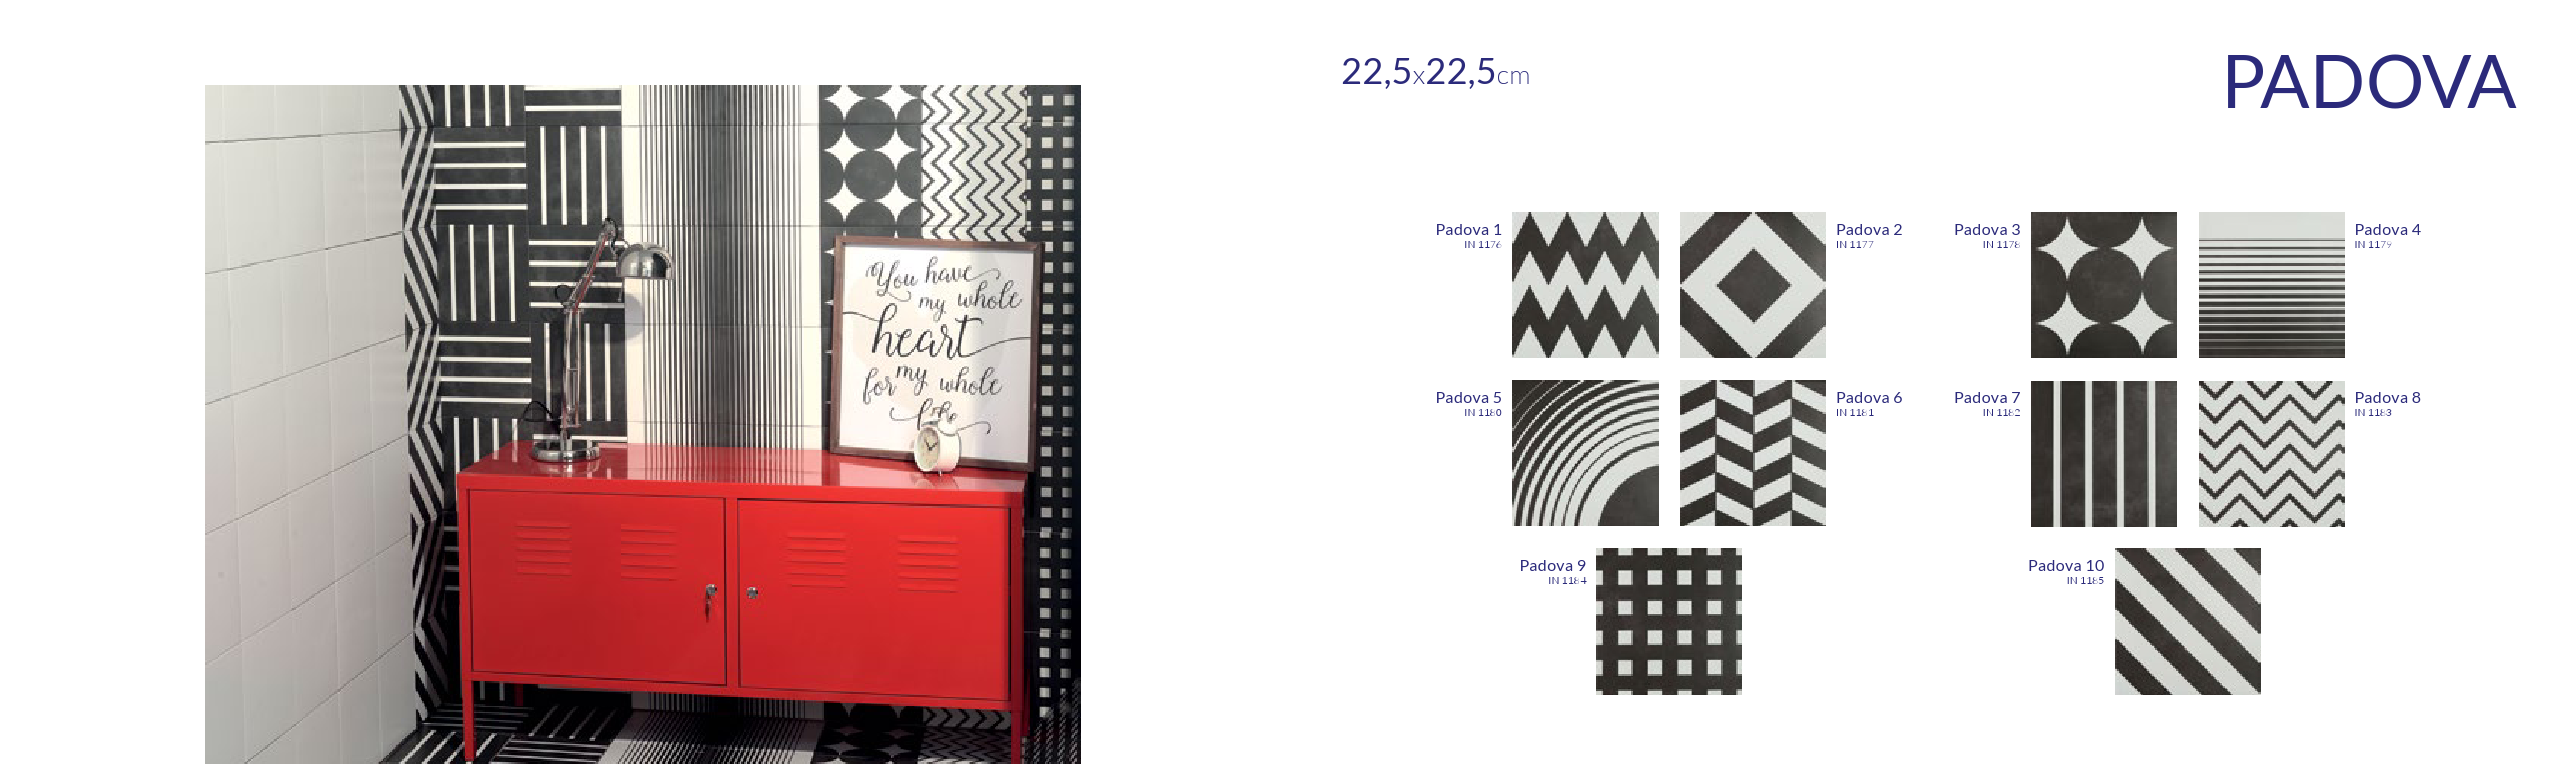 22,5x22,5cm
PADOVA
You have
my whole
heart
for my whole
life
Padova 1
IN 1176
Padova 2
IN 1177
Padova 3
IN 1178
Padova 4
IN 1179
Padova 5
IN 1180
Padova 6
IN 1181
Padova 7
IN 1182
Padova 8
IN 1183
Padova 9
IN 1184
Padova 10
IN 1185